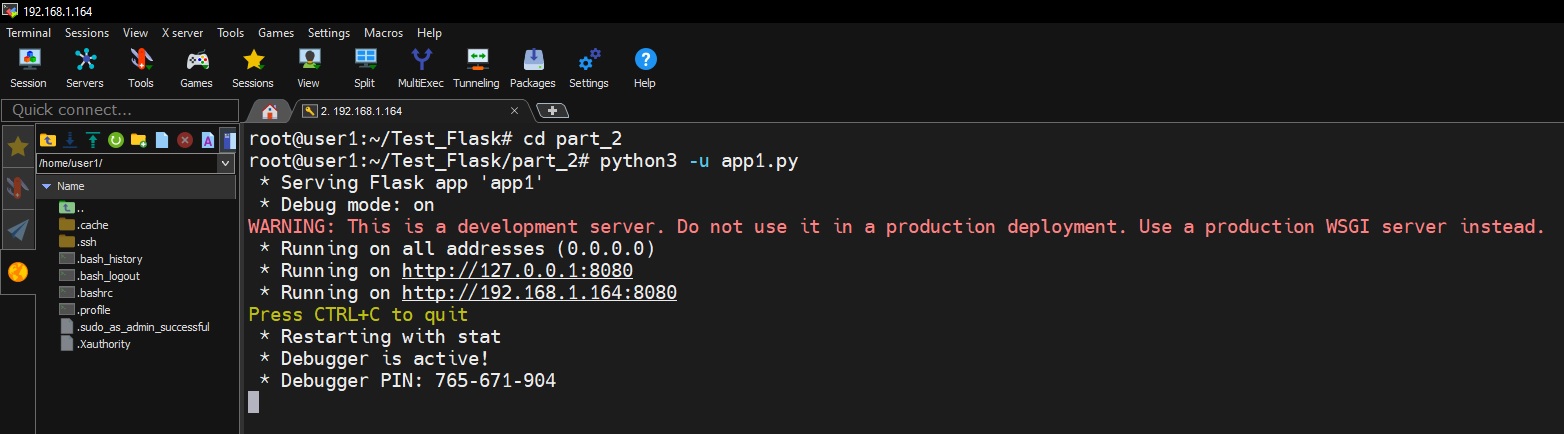 192.168.1.164
Terminal Sessions View X server Tools Games Settings Macros Help
Session Servers Tools Games Sessions View Split MultiExec Tunneling Packages Settings Help
Quick connect...
2. 192.168.1.164
/home/user1/
Name
..
.cache
.ssh
.bash_history
.bash_logout
.bashrc
.profile
.sudo_as_admin_successful
.Xauthority
root@user1:~/Test_Flask# cd part_2
root@user1:~/Test_Flask/part_2# python3 -u app1.py
* Serving Flask app 'app1'
* Debug mode: on
WARNING: This is a development server. Do not use it in a production deployment. Use a production WSGI server instead.
* Running on all addresses (0.0.0.0)
* Running on http://127.0.0.1:8080
* Running on http://192.168.1.164:8080
Press CTRL+C to quit
* Restarting with stat
* Debugger is active!
* Debugger PIN: 765-671-904